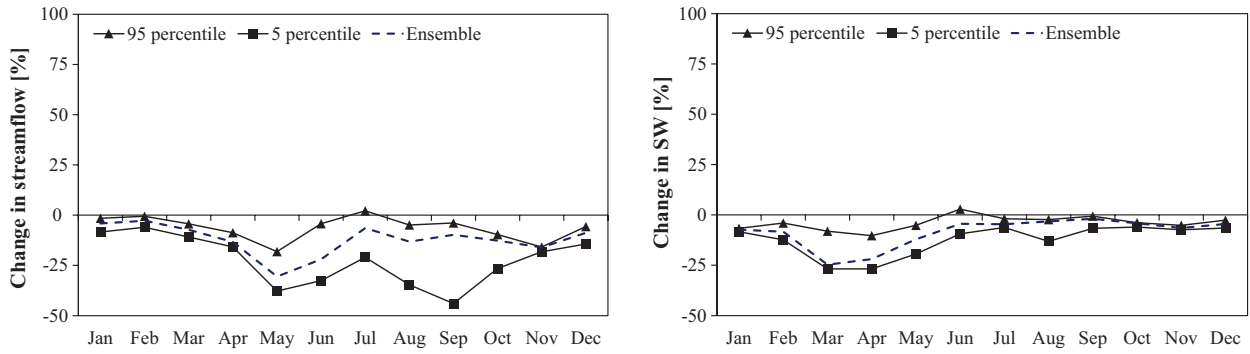 Change in streamflow [%]
100
75
50
25
0
-25
-50
95 percentile 5 percentile Ensemble
Jan Feb Mar Apr May Jun Jul Aug Sep Oct Nov Dec
Change in SW [%]
100
75
50
25
0
-25
-50
95 percentile 5 percentile Ensemble
Jan Feb Mar Apr May Jun Jul Aug Sep Oct Nov Dec